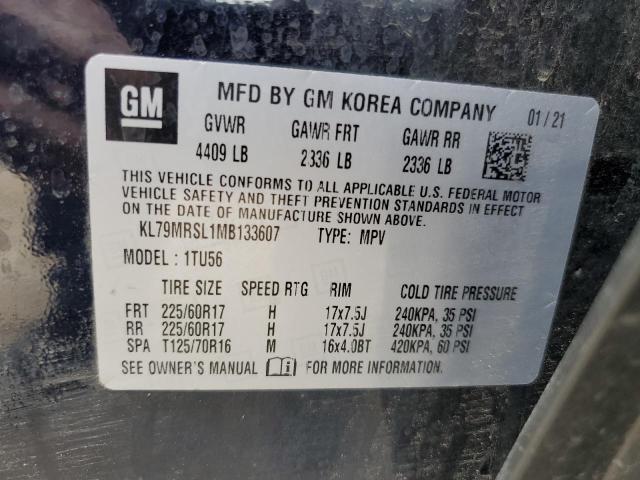 GM
MFD BY GM KOREA COMPANY
01/21
GVWR GAWR FRT GAWR RR
4409 LB 2336 LB 2336 LB
THIS VEHICLE CONFORMS TO ALL APPLICABLE U.S. FEDERAL MOTOR
VEHICLE SAFETY AND THEFT PREVENTION STANDARDS IN EFFECT
ON THE DATE OF MANUFACTURE SHOWN ABOVE.
KL79MRSL1MB133607 TYPE: MPV
MODEL: 1TU56
TIRE SIZE SPEED RTG RIM COLD TIRE PRESSURE
FRT 225/60R17 H 17x7.5J 240KPA, 35 PSI
RR 225/60R17 H 17x7.5J 240KPA, 35 PSI
SPA T125/70R16 M 16x4.0BT 420KPA, 60 PSI
SEE OWNER'S MANUAL FOR MORE INFORMATION.